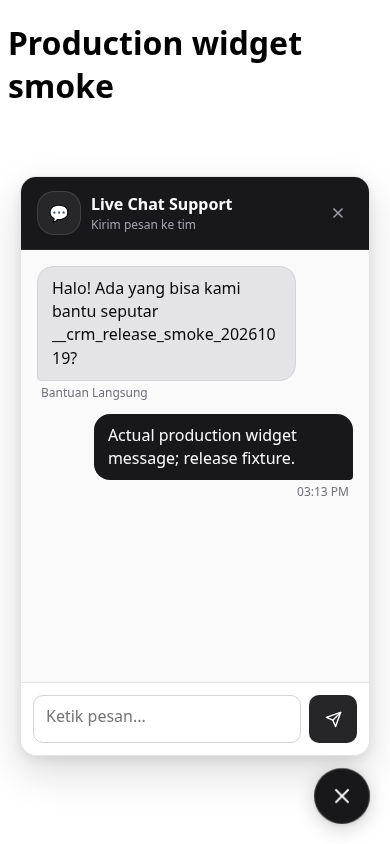 Production widget
smoke
Live Chat Support
Kirim pesan ke tim
Halo! Ada yang bisa kami
bantu seputar
__crm_release_smoke_202610
19?
Bantuan Langsung
Actual production widget
message; release fixture.
03:13 PM
Ketik pesan...